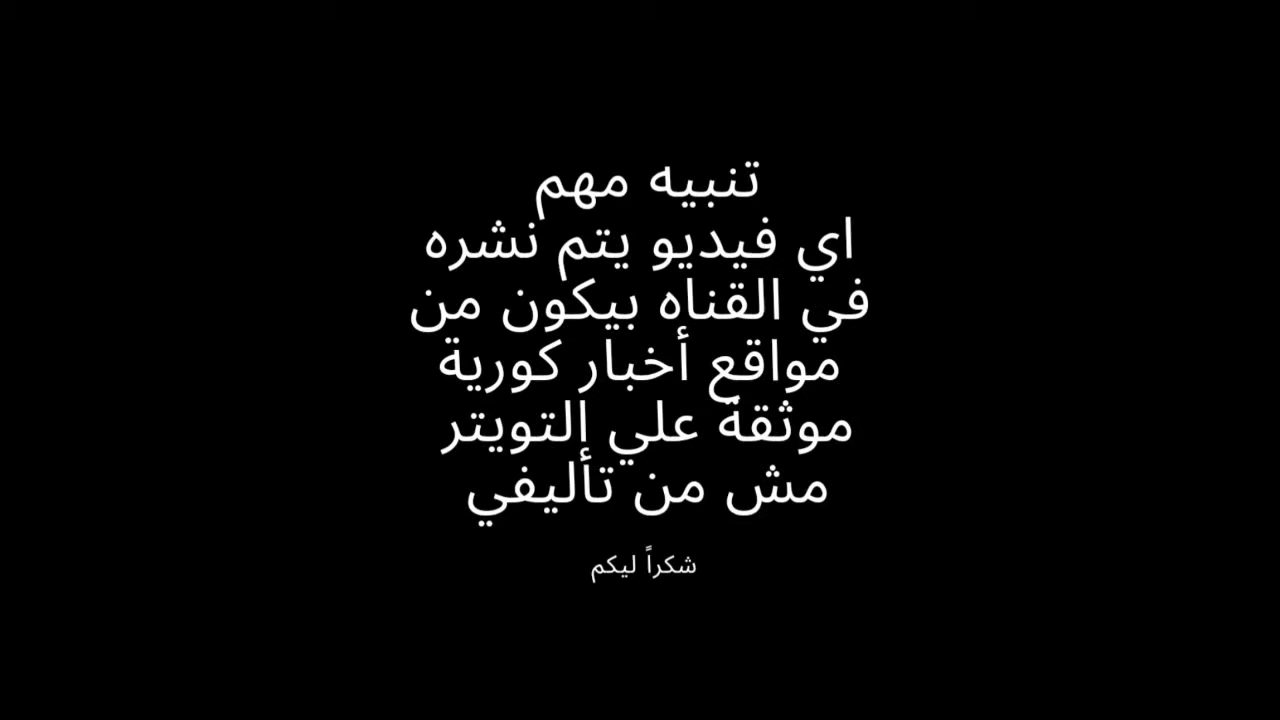 تنبيه مهم
اي فيديو يتم نشره
في القناه بيكون من
مواقع أخبار كورية
موثقة علي التويتر
مش من تأليفي
شكراً ليكم